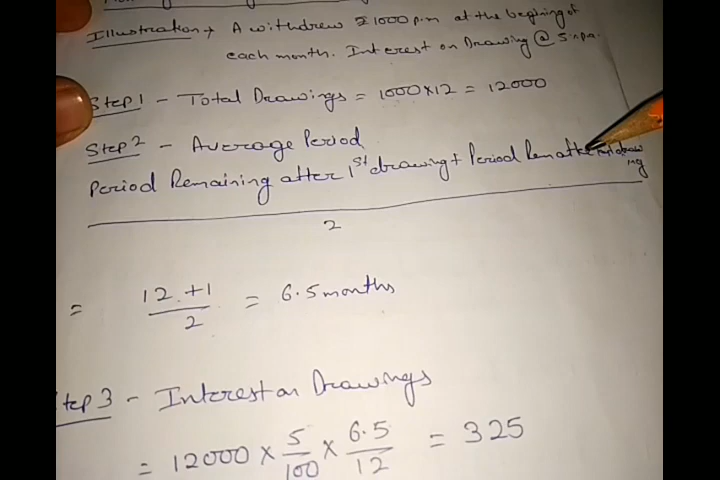 Illustration → A withdrew ₹1000 p.m at the begining of
each month. Interest on Drawing @ 5% pa.
Step 1 - Total Drawings = 1000 × 12 = 12000
Step 2 - Average Period
Period Remaining after 1st drawing + Period Rem after
2
= 12 + 1 / 2 = 6.5 months
Step 3 - Interest on Drawings
= 12000 × 5/100 × 6.5/12 = 325